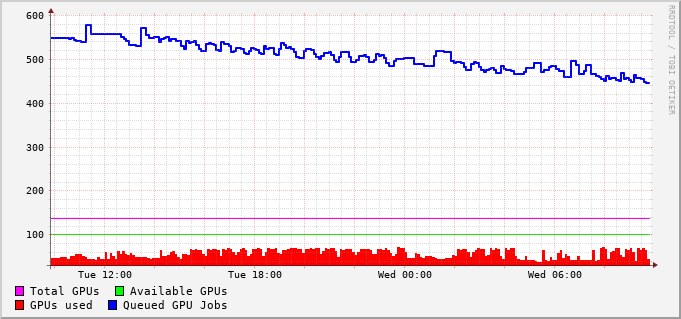 600
500
400
300
200
100
Tue 12:00 Tue 18:00 Wed 00:00 Wed 06:00
Total GPUs Available GPUs
GPUs used Queued GPU Jobs
RRDTOOL / TOBI OETIKER